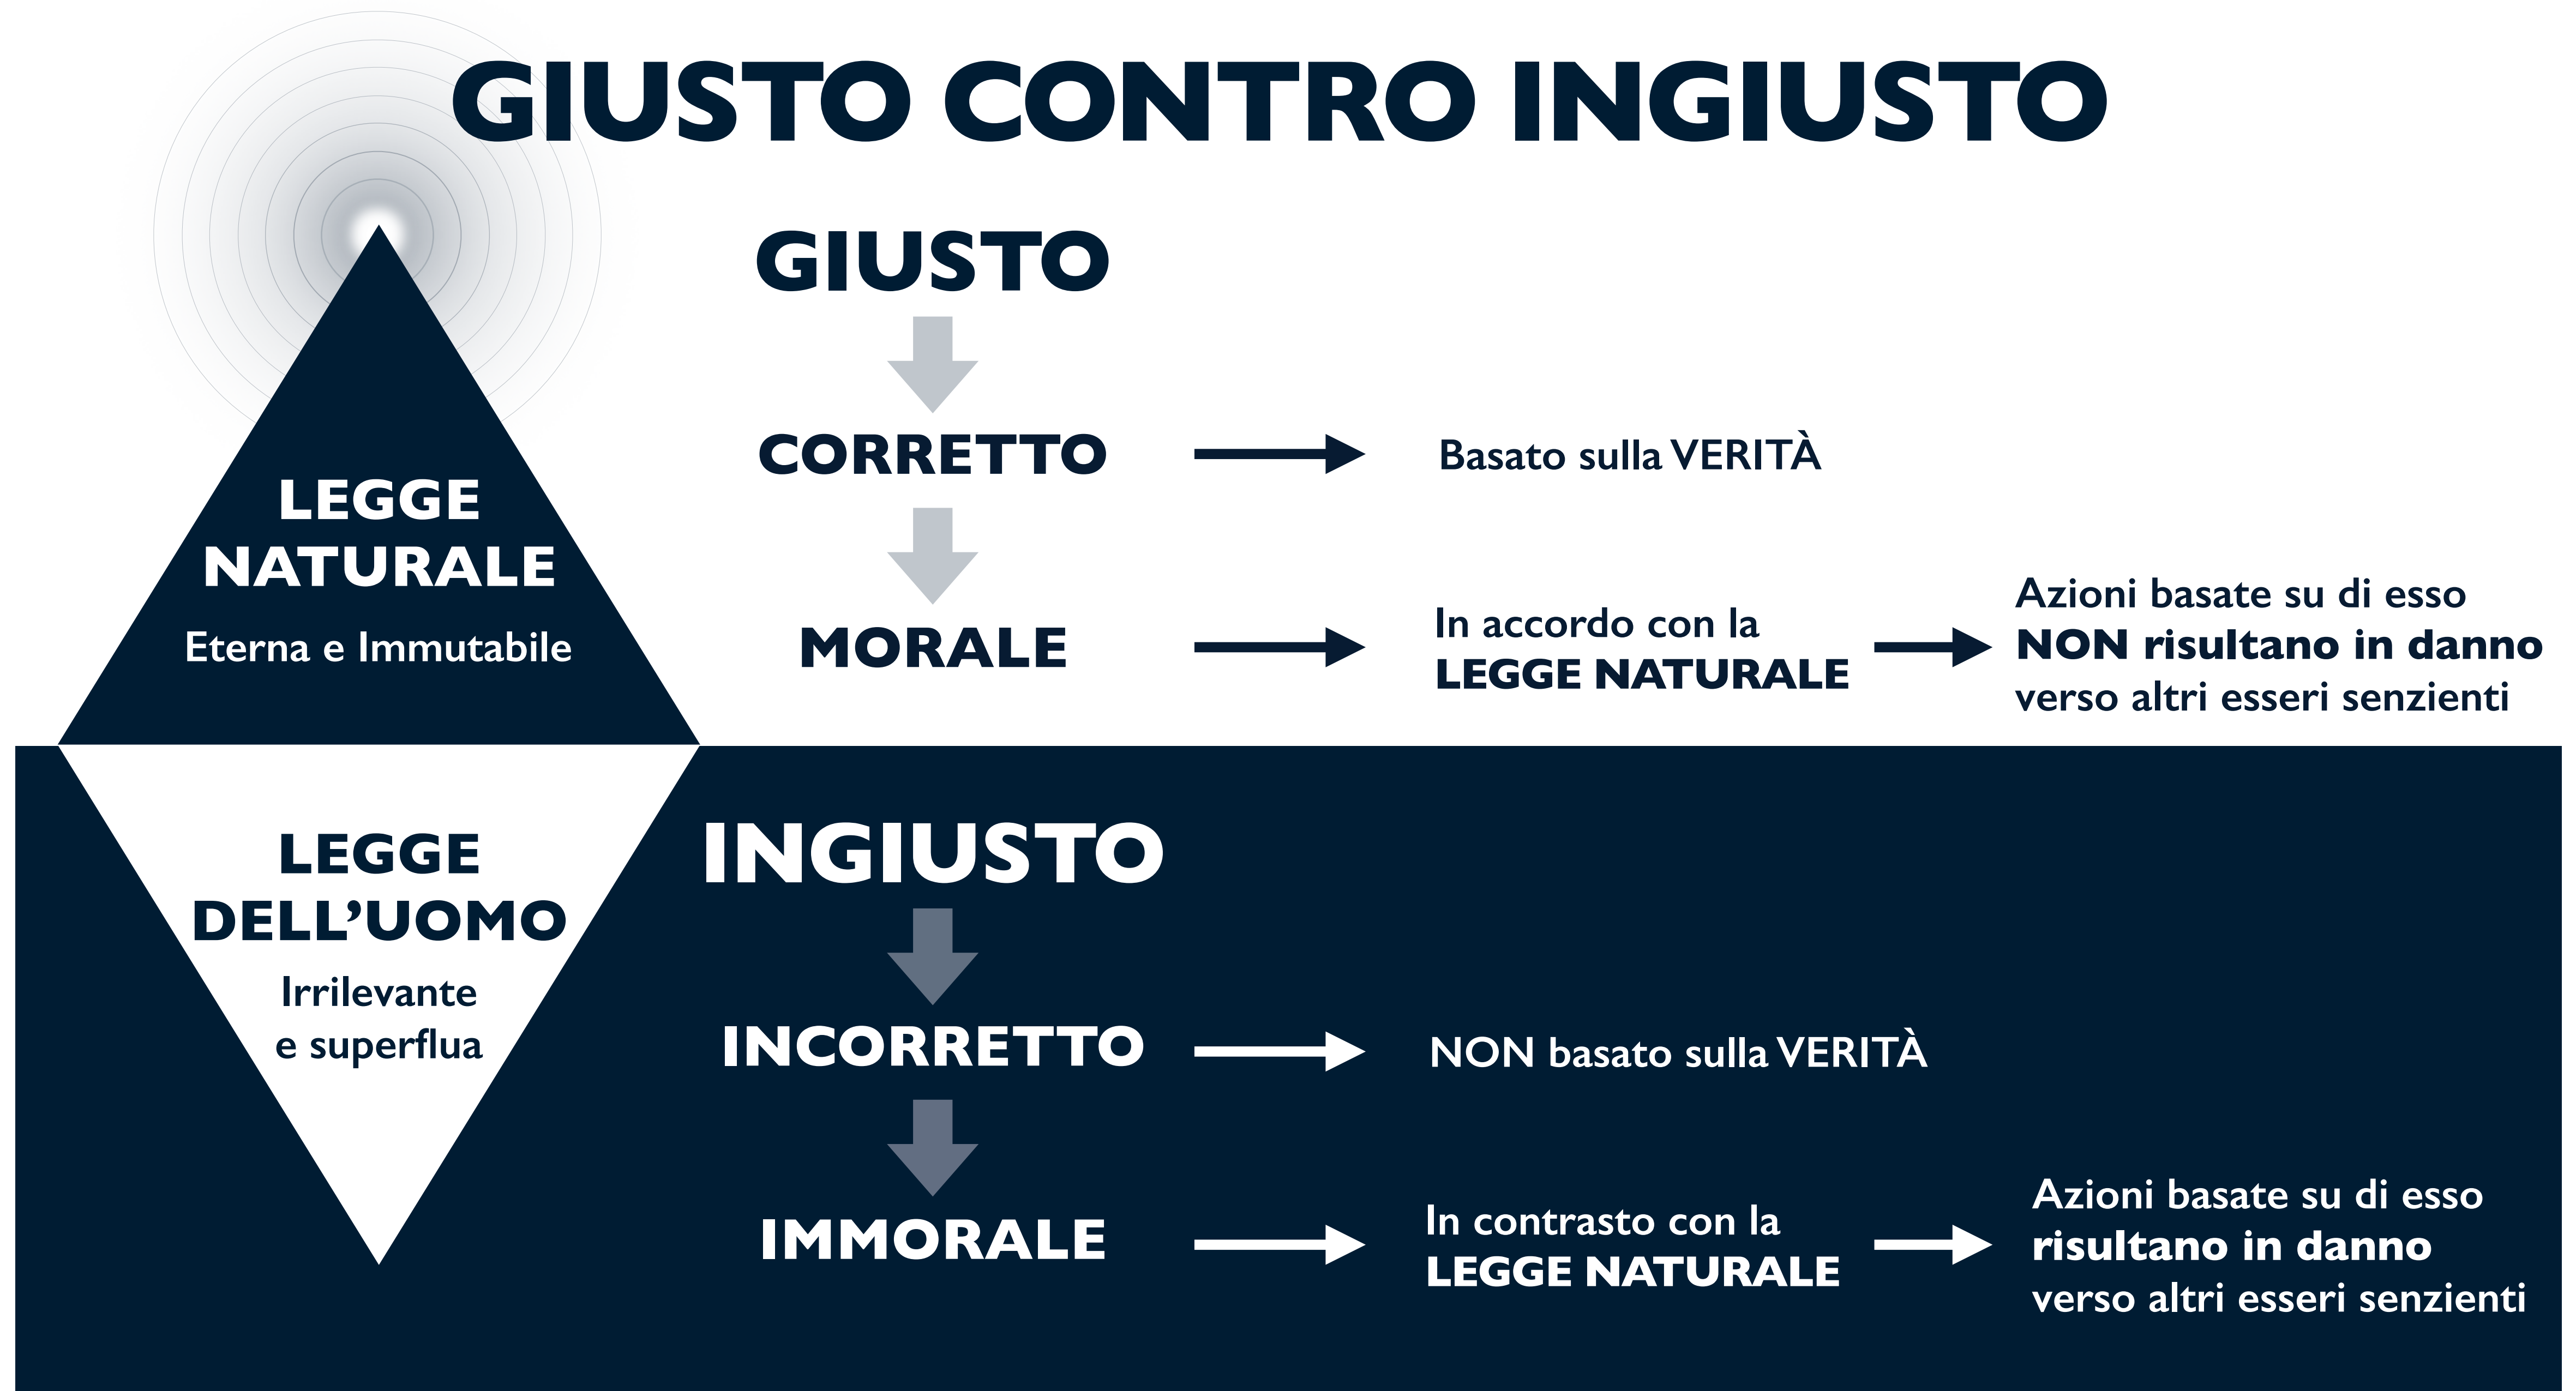 GIUSTO CONTRO INGIUSTO
LEGGE
NATURALE
Eterna e Immutabile
GIUSTO
CORRETTO
Basato sulla VERITÀ
MORALE
In accordo con la
LEGGE NATURALE
Azioni basate su di esso
NON risultano in danno
verso altri esseri senzienti
LEGGE
DELL’UOMO
Irrilevante
e superflua
INGIUSTO
INCORRETTO
NON basato sulla VERITÀ
IMMORALE
In contrasto con la
LEGGE NATURALE
Azioni basate su di esso
risultano in danno
verso altri esseri senzienti